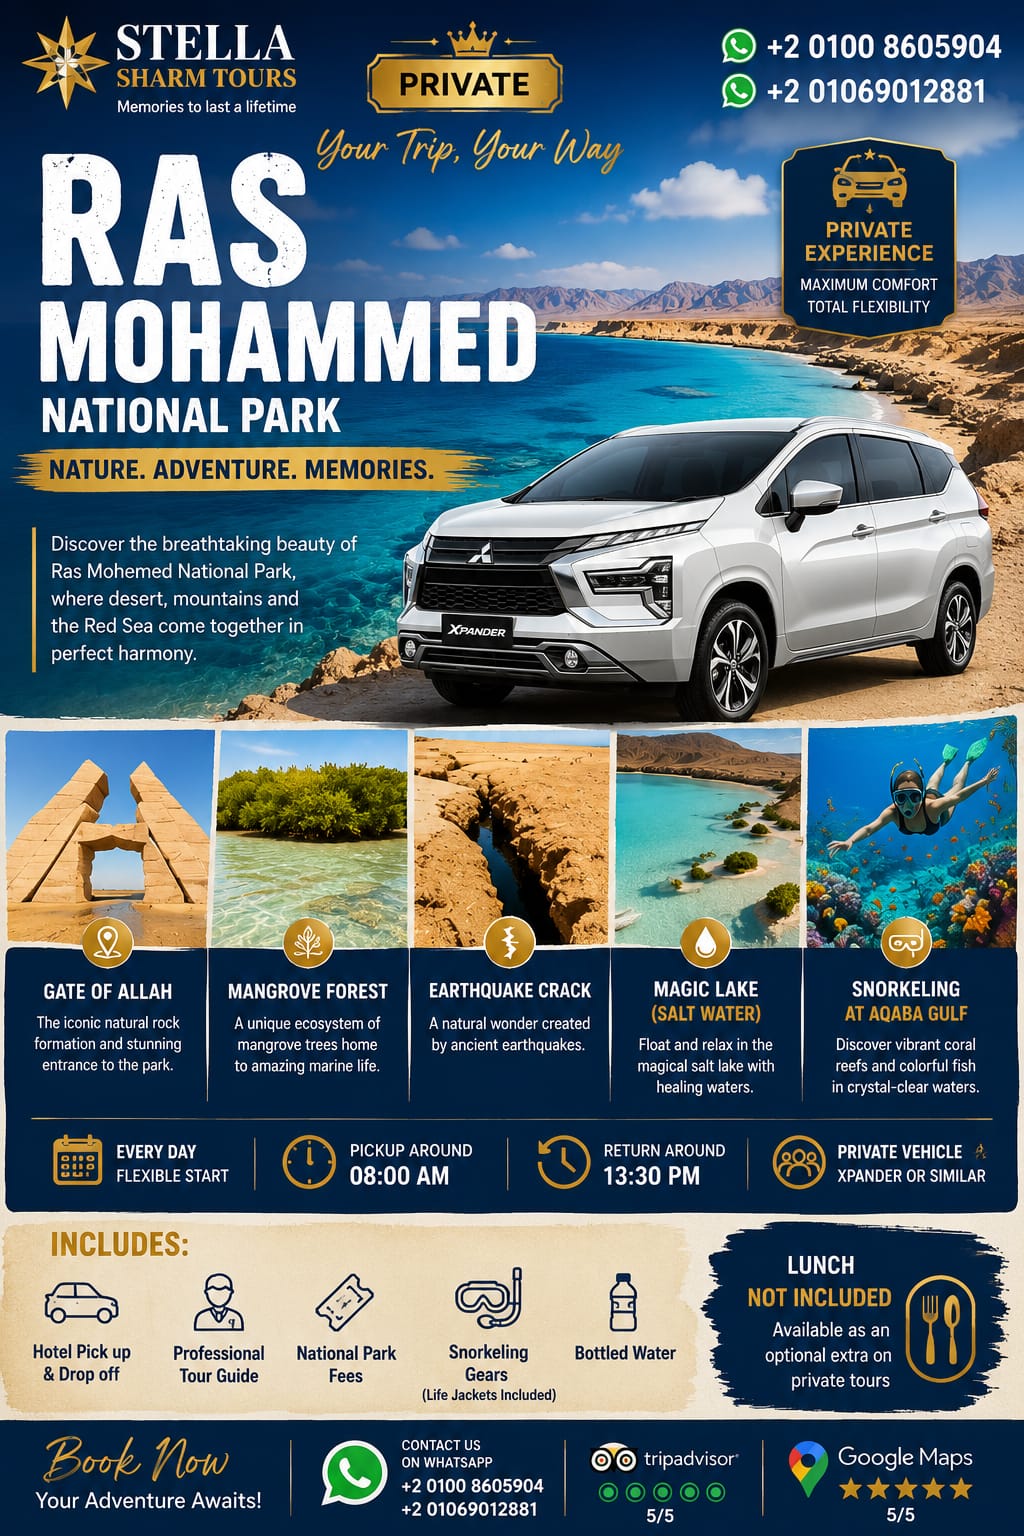 STELLA
SHARM TOURS
Memories to last a lifetime
PRIVATE
Your Trip, Your Way
+2 0100 8605904
+2 01069012881
RAS
MOHAMMED
NATIONAL PARK
NATURE. ADVENTURE. MEMORIES.
PRIVATE
EXPERIENCE
MAXIMUM COMFORT
TOTAL FLEXIBILITY
Discover the breathtaking beauty of
Ras Mohemed National Park,
where desert, mountains and
the Red Sea come together in
perfect harmony.
XPANDER
GATE OF ALLAH
The iconic natural rock
formation and stunning
entrance to the park.
MANGROVE FOREST
A unique ecosystem of
mangrove trees home
to amazing marine life.
EARTHQUAKE CRACK
A natural wonder created
by ancient earthquakes.
MAGIC LAKE
(SALT WATER)
Float and relax in the
magical salt lake with
healing waters.
SNORKELING
AT AQABA GULF
Discover vibrant coral
reefs and colorful fish
in crystal-clear waters.
EVERY DAY
FLEXIBLE START
PICKUP AROUND
08:00 AM
RETURN AROUND
13:30 PM
PRIVATE VEHICLE
XPANDER OR SIMILAR
INCLUDES:
Hotel Pick up
& Drop off
Professional
Tour Guide
National Park
Fees
Snorkeling
Gears
(Life Jackets Included)
Bottled Water
LUNCH
NOT INCLUDED
Available as an
optional extra on
private tours
Book Now
Your Adventure Awaits!
CONTACT US
ON WHATSAPP
+2 0100 8605904
+2 01069012881
tripadvisor
5/5
Google Maps
5/5